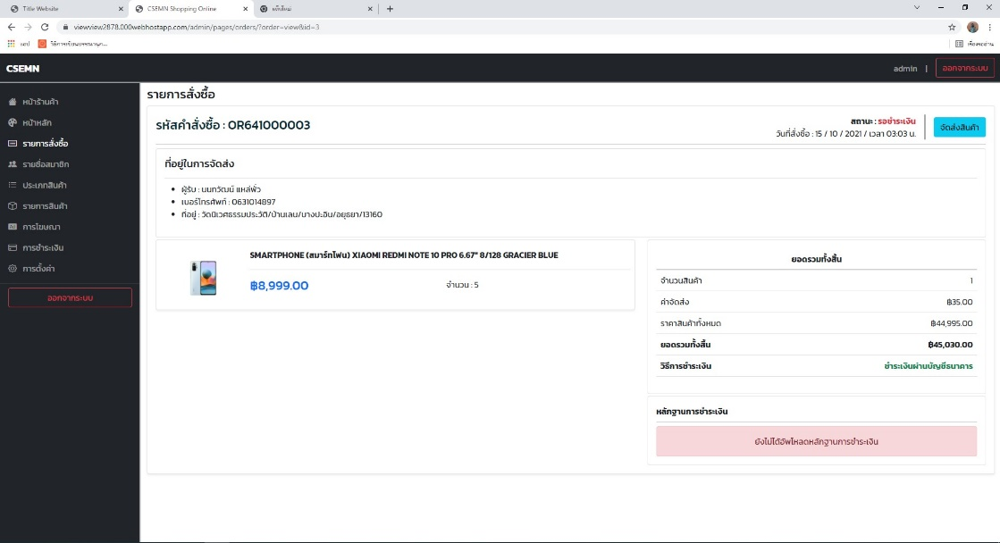 Title Website
CSEMN Shopping Online
แท็บใหม่
viewview2878.000webhostapp.com/admin/pages/orders/?order=view&id=3
แอป
CSEMN
admin | ออกจากระบบ
หน้าร้านค้า
หน้าหลัก
รายการสั่งซื้อ
รายชื่อสมาชิก
ประเภทสินค้า
รายการสินค้า
การโฆษณา
การชำระเงิน
การตั้งค่า
ออกจากระบบ
รายการสั่งซื้อ
รหัสคำสั่งซื้อ : OR641000003
สถานะ : รอชำระเงิน
วันที่สั่งซื้อ : 15 / 10 / 2021 / เวลา 03:03 น.
จัดส่งสินค้า
ที่อยู่ในการจัดส่ง
ผู้รับ : นนทวัฒน์ แหล่พั่ว
เบอร์โทรศัพท์ : 0631014897
ที่อยู่ : วัดนิเวศธรรมประวัติ/บ้านเลน/บางปะอิน/อยุธยา/13160
SMARTPHONE (สมาร์ทโฟน) XIAOMI REDMI NOTE 10 PRO 6.67" 8/128 GRACIER BLUE
฿8,999.00 จำนวน : 5
ยอดรวมทั้งสิ้น
จำนวนสินค้า 1
ค่าจัดส่ง ฿35.00
ราคาสินค้าทั้งหมด ฿44,995.00
ยอดรวมทั้งสิ้น ฿45,030.00
วิธีการชำระเงิน ชำระเงินผ่านบัญชีธนาคาร
หลักฐานการชำระเงิน
ยังไม่ได้อัพโหลดหลักฐานการชำระเงิน